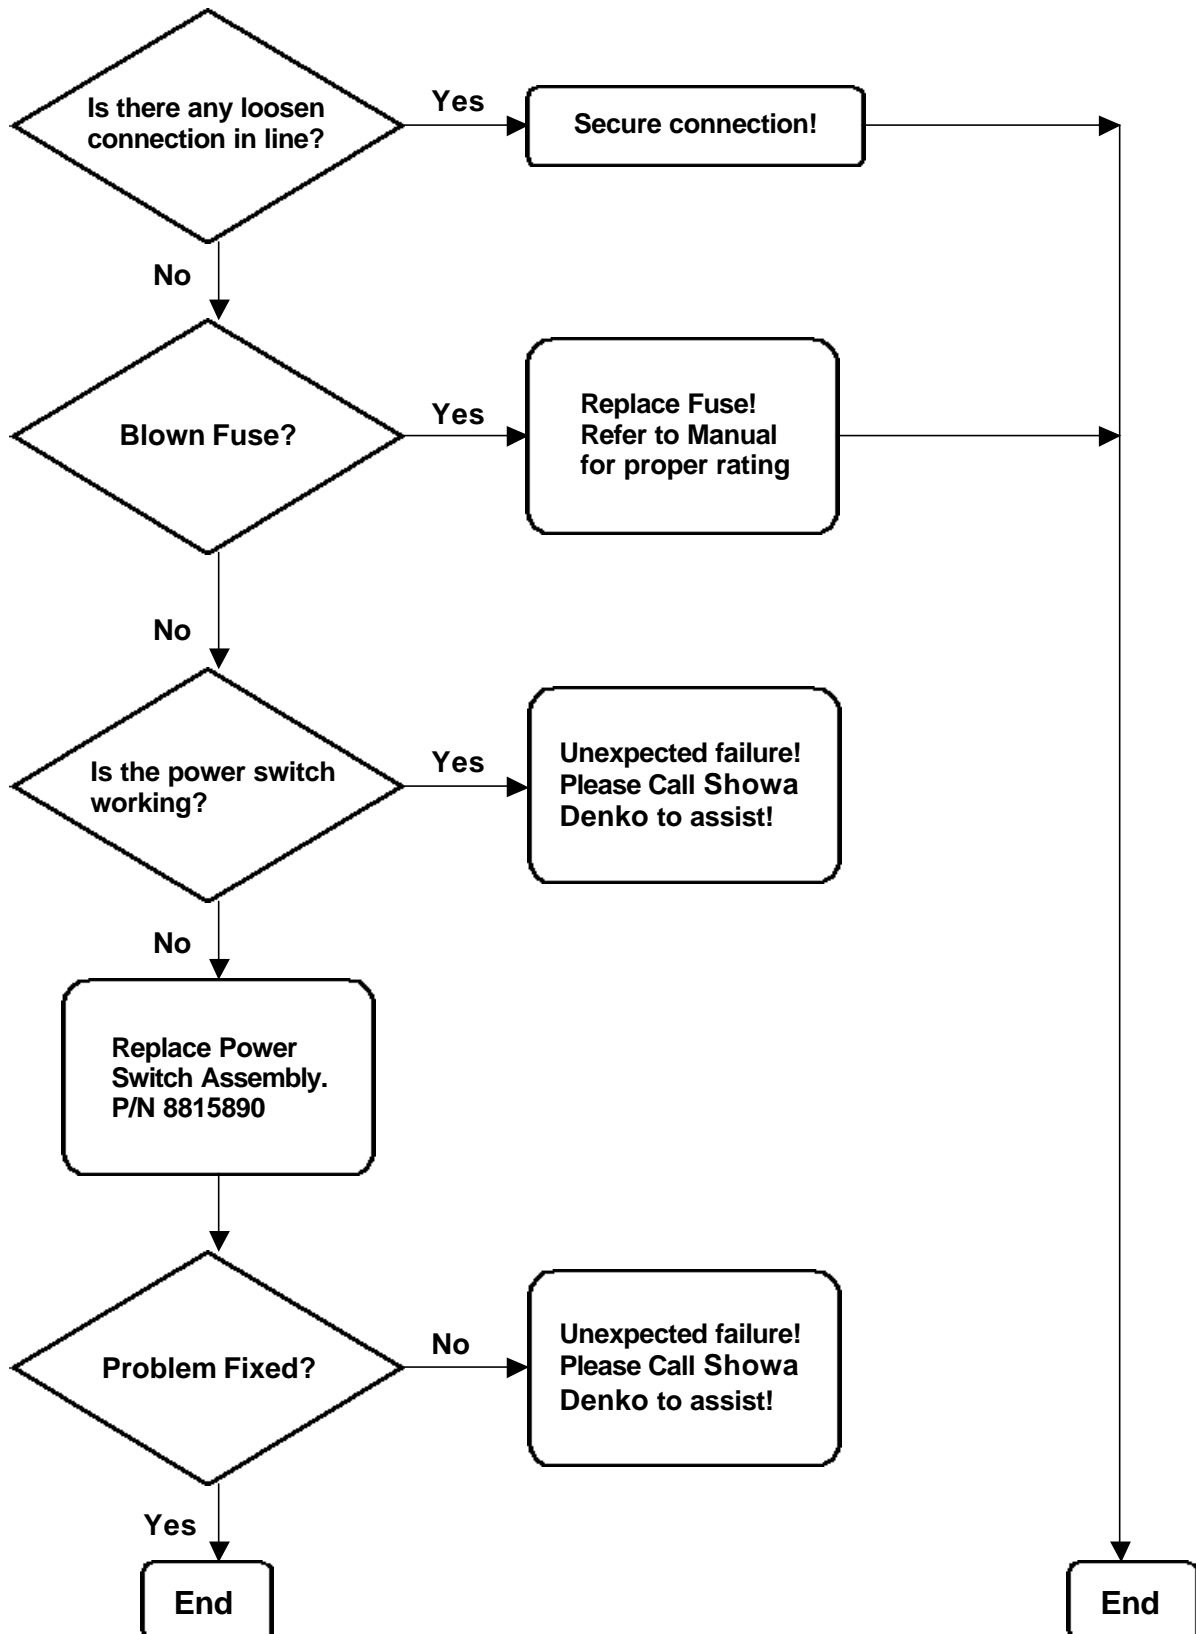 Is there any loosen
connection in line?
Yes
Secure connection!
No
Blown Fuse?
Yes
Replace Fuse!
Refer to Manual
for proper rating
No
Is the power switch
working?
Yes
Unexpected failure!
Please Call Showa
Denko to assist!
No
Replace Power
Switch Assembly.
P/N 8815890
Problem Fixed?
No
Unexpected failure!
Please Call Showa
Denko to assist!
Yes
End
End